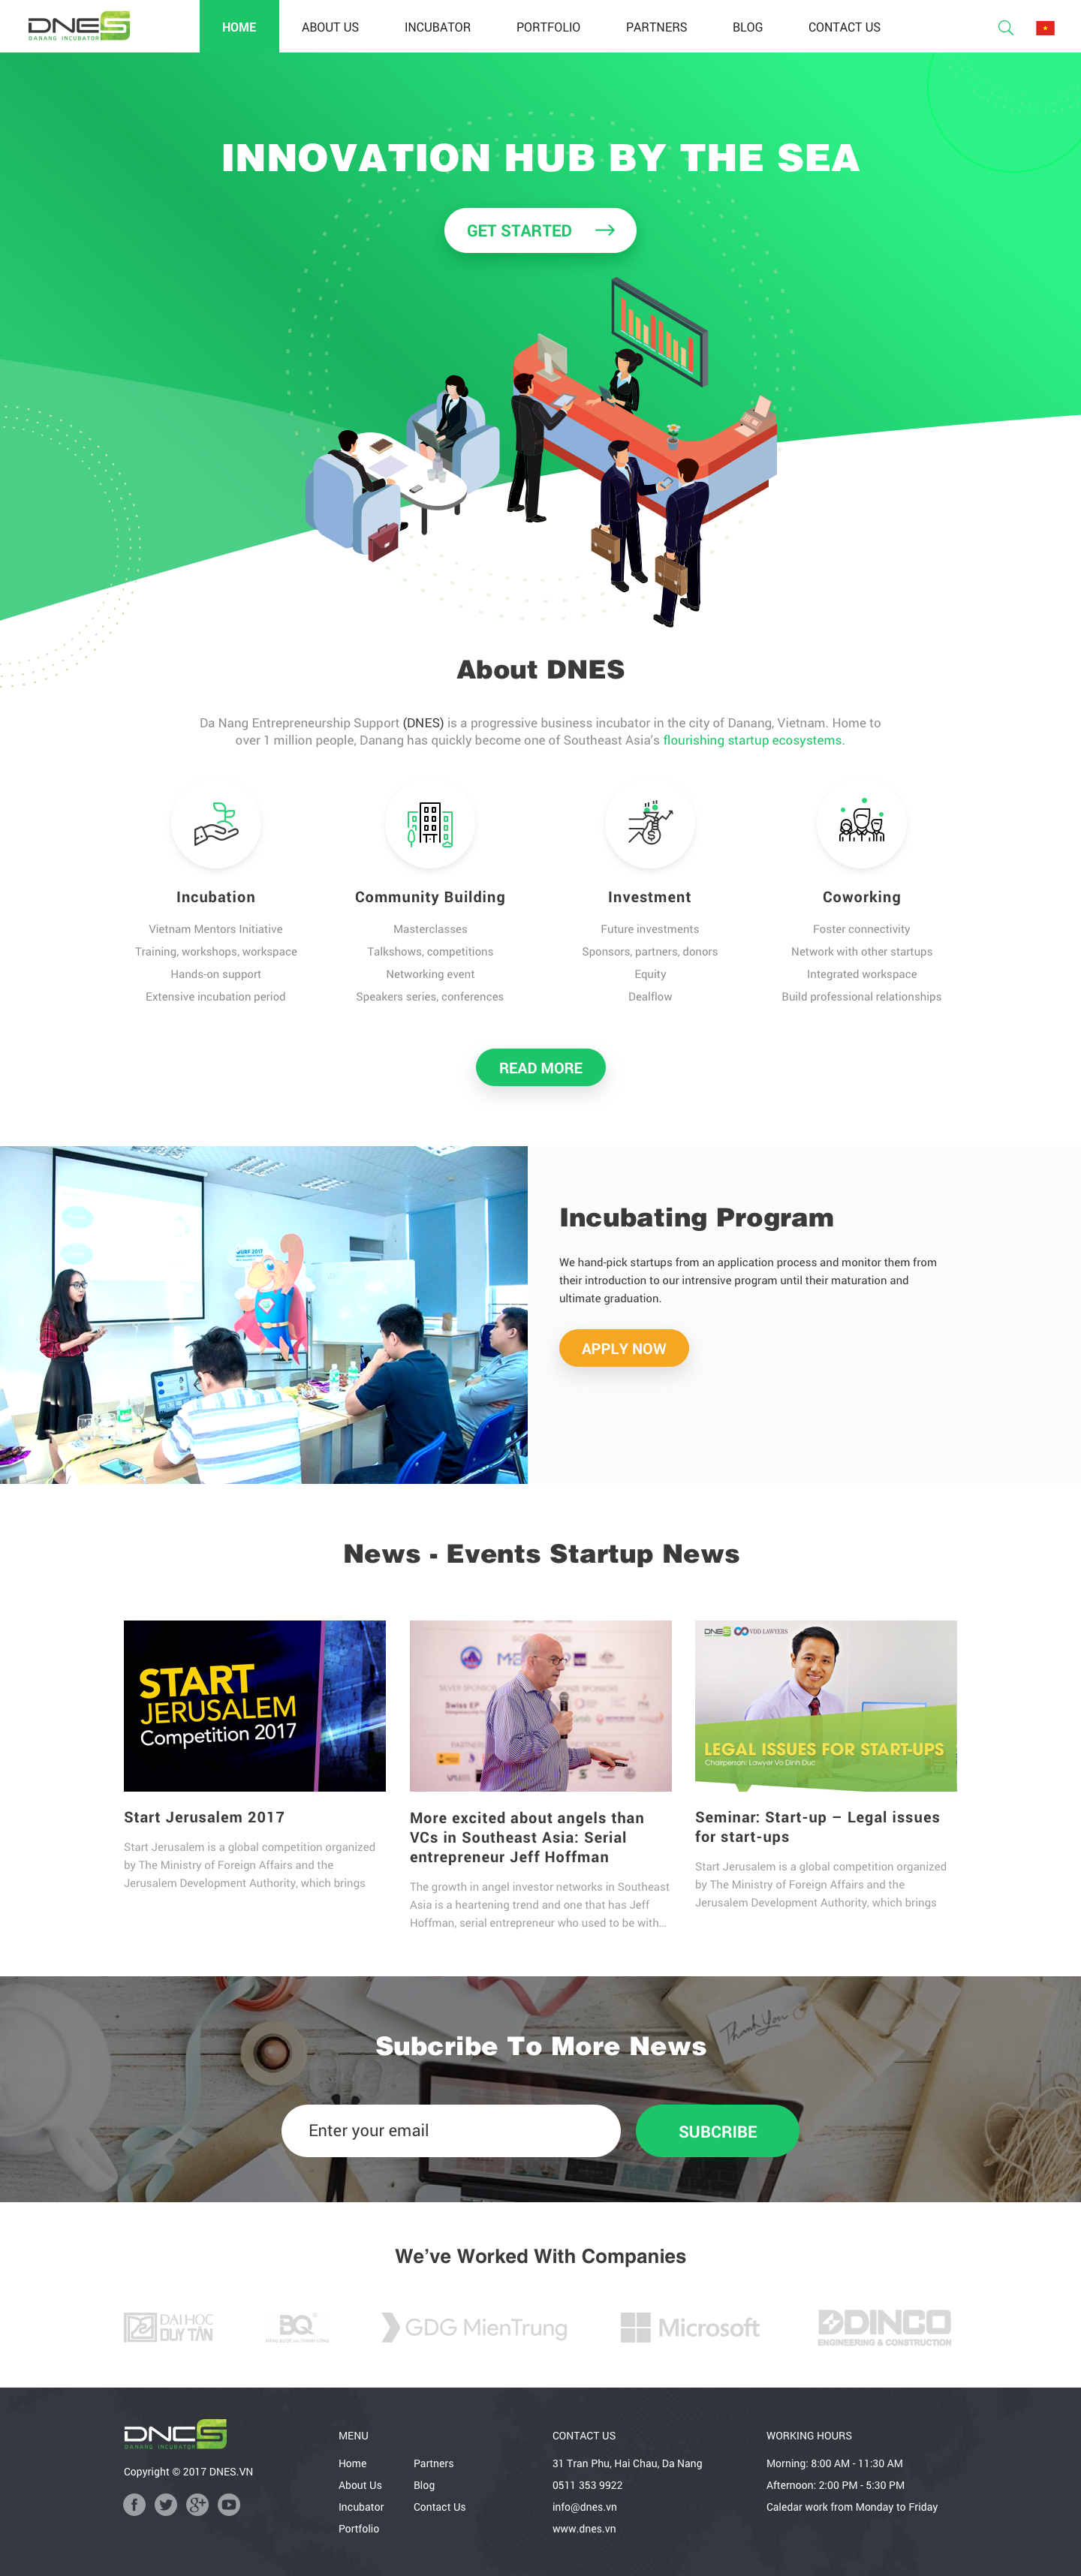 DNES
DANANG INCUBATOR
HOME
ABOUT US
INCUBATOR
PORTFOLIO
PARTNERS
BLOG
CONTACT US
INNOVATION HUB BY THE SEA
GET STARTED
About DNES
Da Nang Entrepreneurship Support (DNES) is a progressive business incubator in the city of Danang, Vietnam. Home to
over 1 million people, Danang has quickly become one of Southeast Asia's flourishing startup ecosystems.
Incubation
Vietnam Mentors Initiative
Training, workshops, workspace
Hands-on support
Extensive incubation period
Community Building
Masterclasses
Talkshows, competitions
Networking event
Speakers series, conferences
Investment
Future investments
Sponsors, partners, donors
Equity
Dealflow
Coworking
Foster connectivity
Network with other startups
Integrated workspace
Build professional relationships
READ MORE
SURF 2017
Incubating Program
We hand-pick startups from an application process and monitor them from
their introduction to our intensive program until their maturation and
ultimate graduation.
APPLY NOW
News - Events Startup News
START
JERUSALEM
Competition 2017
Start Jerusalem 2017
Start Jerusalem is a global competition organized
by The Ministry of Foreign Affairs and the
Jerusalem Development Authority, which brings
SILVER SPONSOR
Swiss EP
More excited about angels than
VCs in Southeast Asia: Serial
entrepreneur Jeff Hoffman
The growth in angel investor networks in Southeast
Asia is a heartening trend and one that has Jeff
Hoffman, serial entrepreneur who used to be with...
DNES VDD LAWYERS
LEGAL ISSUES FOR START-UPS
Chairperson: Lawyer Vo Dinh Duc
Seminar: Start-up – Legal issues
for start-ups
Start Jerusalem is a global competition organized
by The Ministry of Foreign Affairs and the
Jerusalem Development Authority, which brings
Thank You
Subcribe To More News
Enter your email
SUBCRIBE
We've Worked With Companies
ĐẠI HỌC
DUY TÂN
BQ
GDG MienTrung
Microsoft
DINCO
ENGINEERING & CONSTRUCTION
DNES
DANANG INCUBATOR
Copyright © 2017 DNES.VN
MENU
Home
About Us
Incubator
Portfolio
Partners
Blog
Contact Us
CONTACT US
31 Tran Phu, Hai Chau, Da Nang
0511 353 9922
info@dnes.vn
www.dnes.vn
WORKING HOURS
Morning: 8:00 AM - 11:30 AM
Afternoon: 2:00 PM - 5:30 PM
Caledar work from Monday to Friday